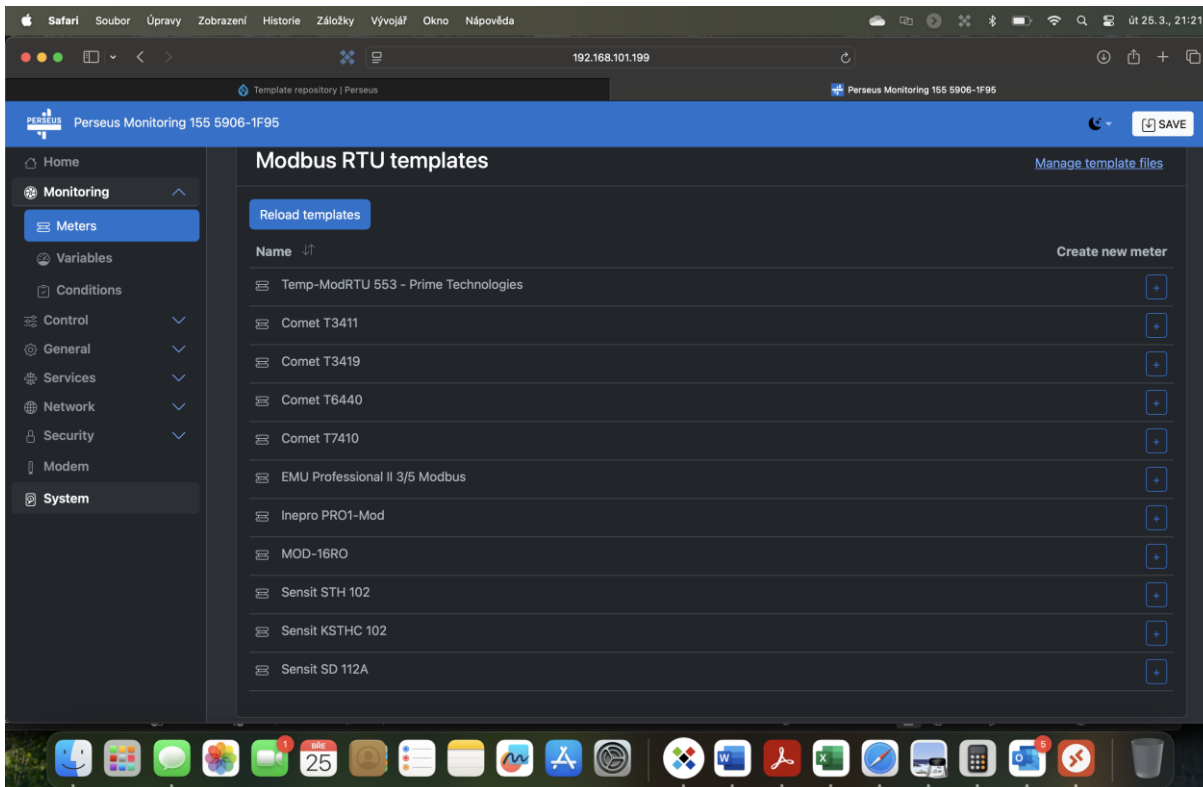 Safari Soubor Úpravy Zobrazení Historie Záložky Vývojář Okno Nápověda út 25.3., 21:21
192.168.101.199
Template repository | Perseus Perseus Monitoring 155 5906-1F95
PERSEUS Perseus Monitoring 155 5906-1F95 SAVE
Home
Monitoring
Meters
Variables
Conditions
Control
General
Services
Network
Security
Modem
System
Modbus RTU templates Manage template files
Reload templates
Name Create new meter
Temp-ModRTU 553 - Prime Technologies +
Comet T3411 +
Comet T3419 +
Comet T6440 +
Comet T7410 +
EMU Professional II 3/5 Modbus +
Inepro PRO1-Mod +
MOD-16RO +
Sensit STH 102 +
Sensit KSTHC 102 +
Sensit SD 112A +
1 BŘE 25 W X 5